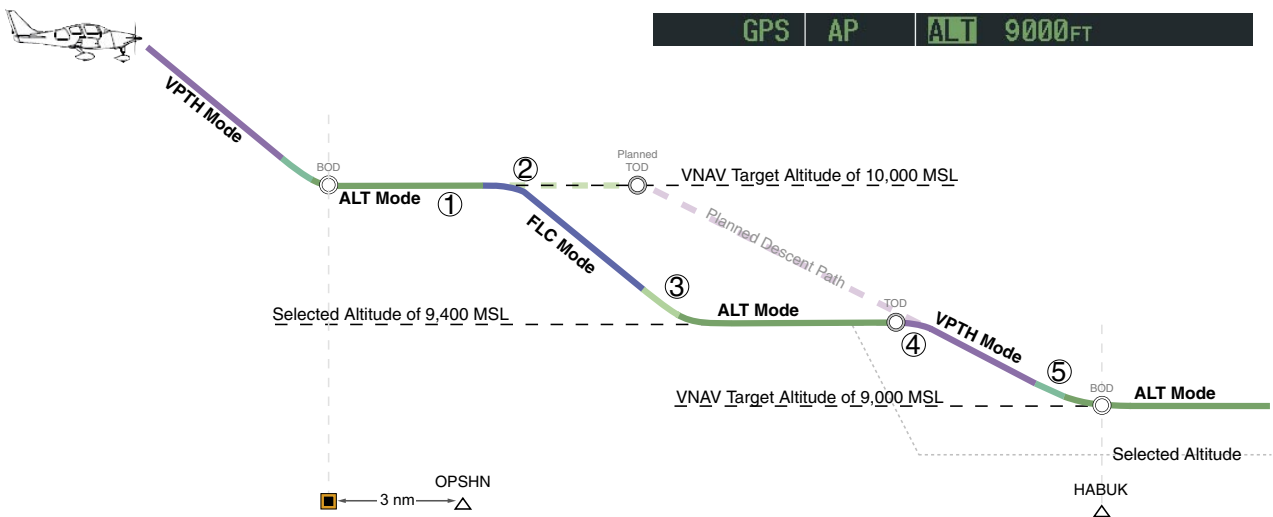 GPS AP ALT 9000FT
VPTH Mode
BOD
Planned
TOD
②
VNAV Target Altitude of 10,000 MSL
ALT Mode
①
FLC Mode
Planned Descent Path
③
Selected Altitude of 9,400 MSL
ALT Mode
TOD
④
VPTH Mode
⑤
BOD
VNAV Target Altitude of 9,000 MSL
ALT Mode
Selected Altitude
3 nm
OPSHN
HABUK